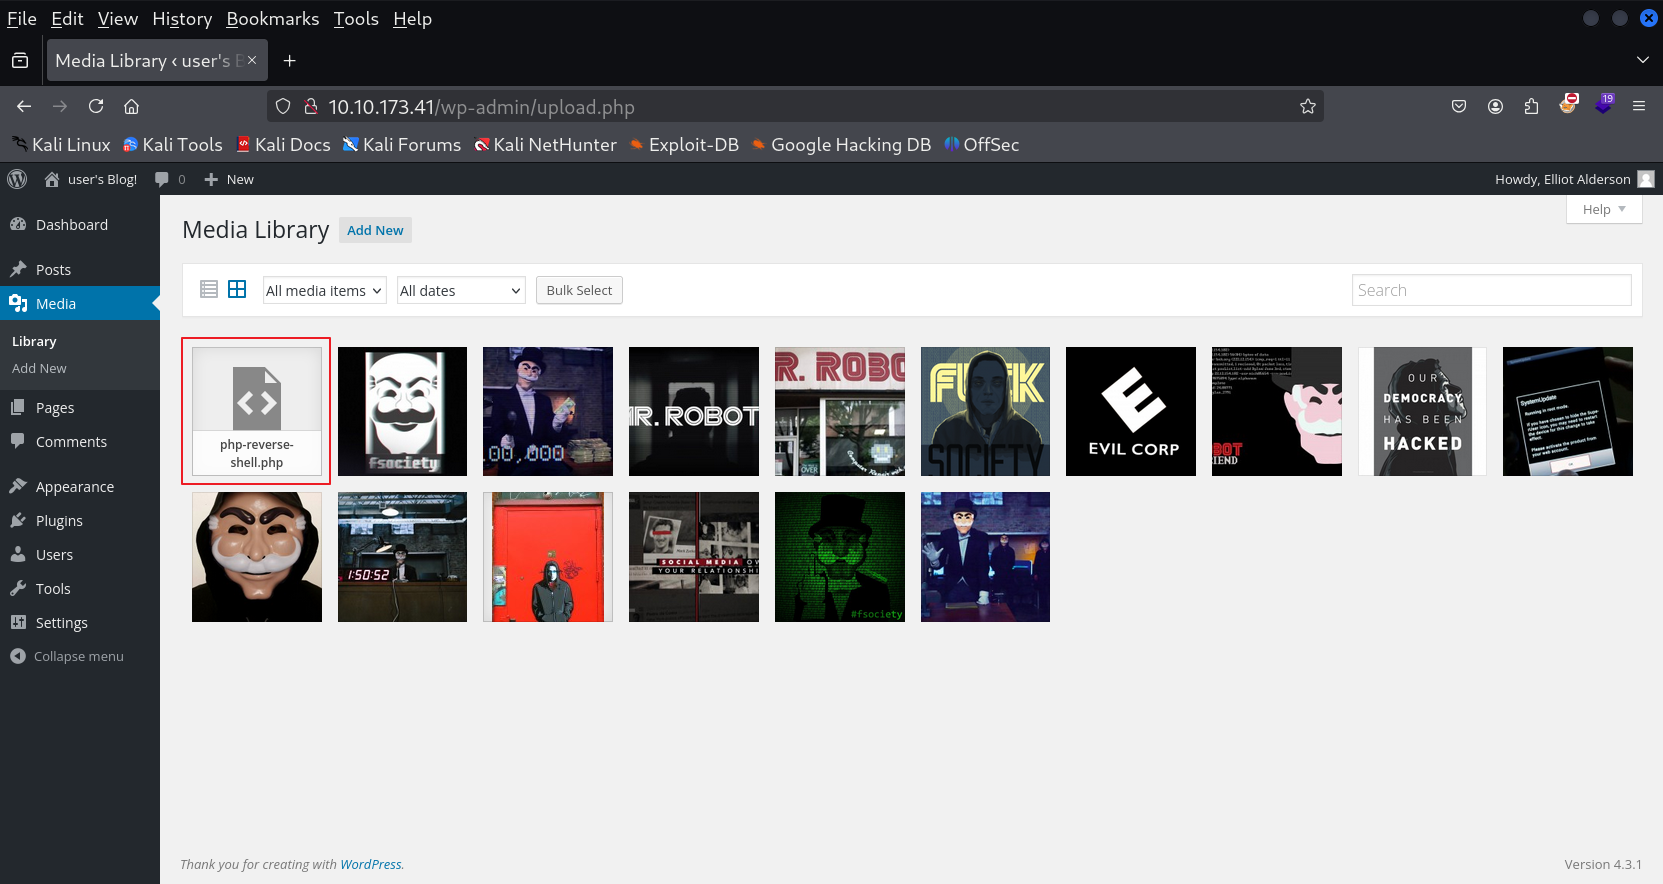 File Edit View History Bookmarks Tools Help
Media Library ‹ user's B
10.10.173.41/wp-admin/upload.php
19
Kali Linux Kali Tools Kali Docs Kali Forums Kali NetHunter Exploit-DB Google Hacking DB OffSec
user's Blog! 0 New Howdy, Elliot Alderson
Help
Dashboard
Posts
Media
Library
Add New
Pages
Comments
Appearance
Plugins
Users
Tools
Settings
Collapse menu
Media Library Add New
All media items All dates Bulk Select Search
php-reverse-
shell.php
fsociety
00,000
MR. ROBOT
R. ROBO
SOCIETY
EVIL CORP
BOT
IEND
OUR
DEMOCRACY
HAS BEEN
HACKED
SystemUpdate
1:50:52
SOCIAL MEDIA OV
YOUR RELATIONSH
#fsociety
Thank you for creating with WordPress.
Version 4.3.1